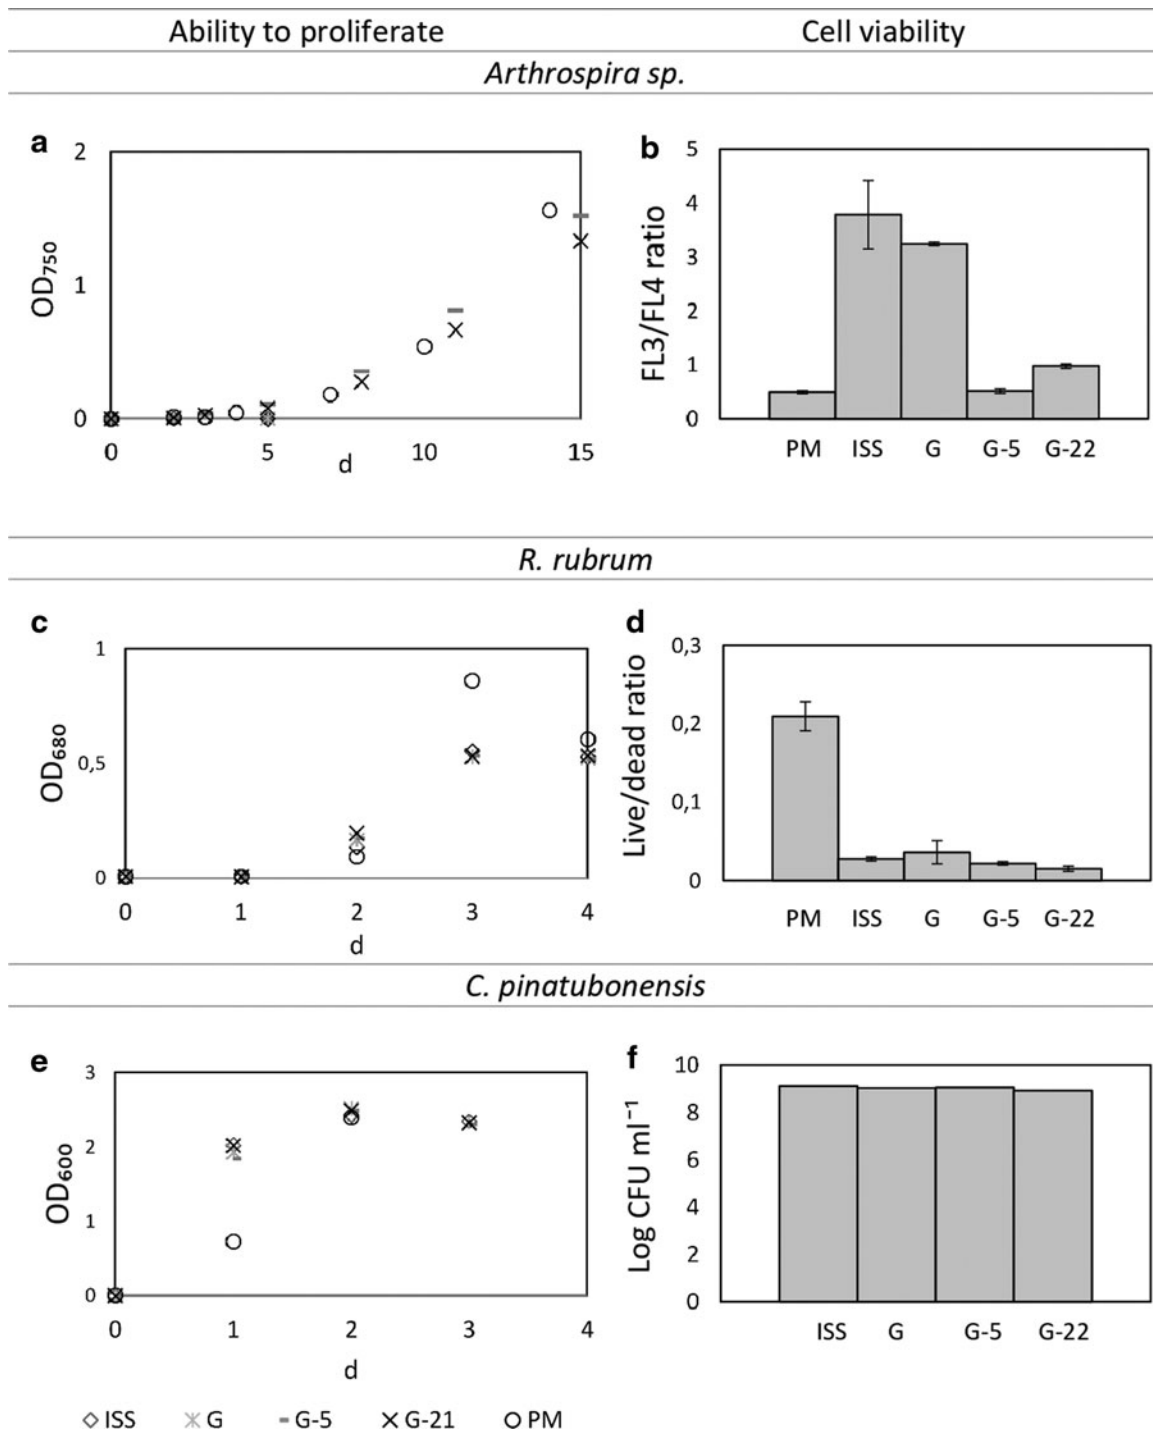 Ability to proliferate Cell viability
Arthrospira sp.
a
2
1
0
OD₇₅₀
0 5 10 15
d
b
5
4
3
2
1
0
FL3/FL4 ratio
PM ISS G G-5 G-22
R. rubrum
c
1
0,5
0
OD₆₈₀
0 1 2 3 4
d
d
0,3
0,2
0,1
0
Live/dead ratio
PM ISS G G-5 G-22
C. pinatubonensis
e
3
2
1
0
OD₆₀₀
0 1 2 3 4
d
f
10
8
6
4
2
0
Log CFU ml⁻¹
ISS G G-5 G-22
ISS G G-5 G-21 PM